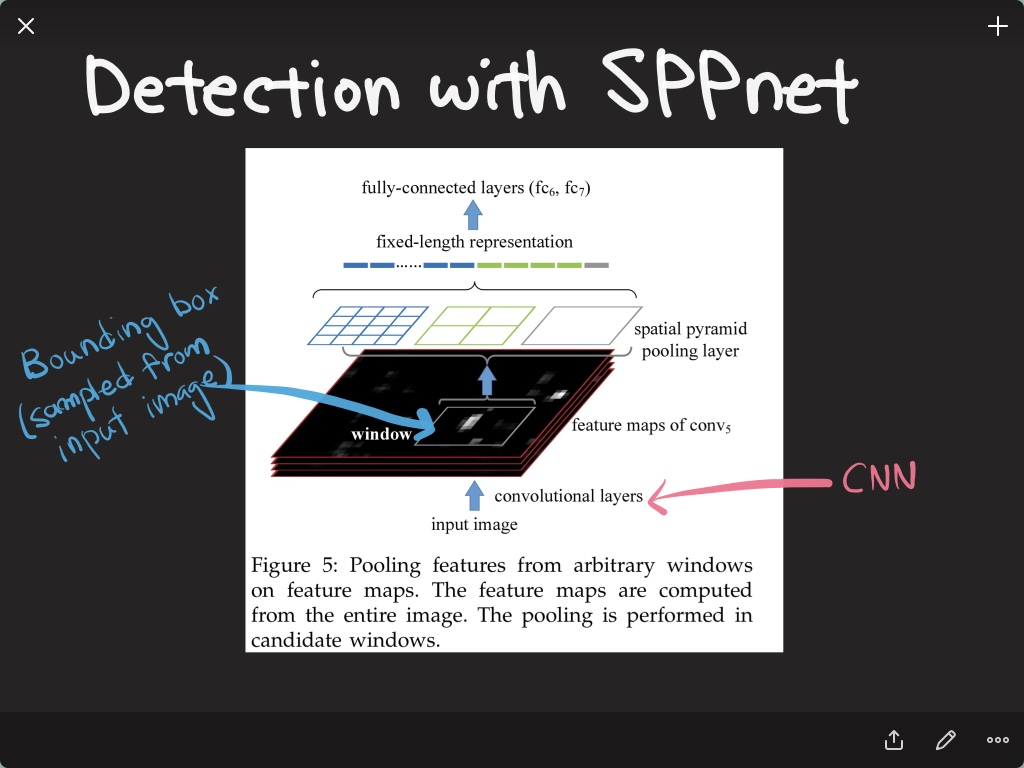 Detection with SPPnet
fully-connected layers (fc₆, fc₇)
fixed-length representation
......
spatial pyramid
pooling layer
Bounding box
(sampled from
input image)
window
feature maps of conv₅
convolutional layers
CNN
input image
Figure 5: Pooling features from arbitrary windows
on feature maps. The feature maps are computed
from the entire image. The pooling is performed in
candidate windows.